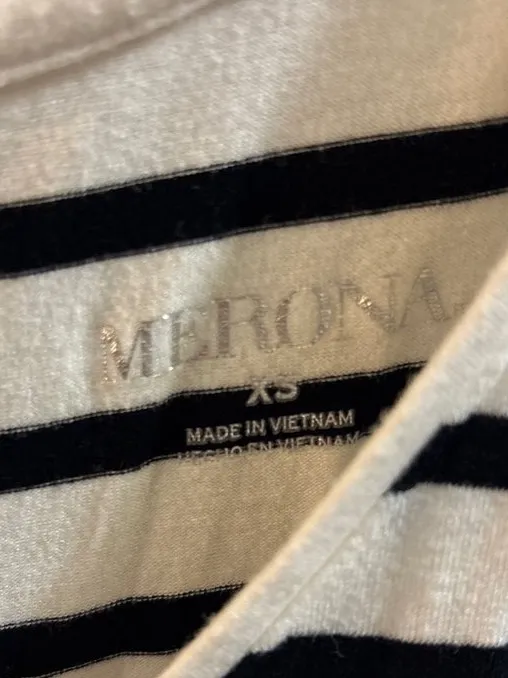 MERONA
XS
MADE IN VIETNAM
HECHO EN VIETNAM